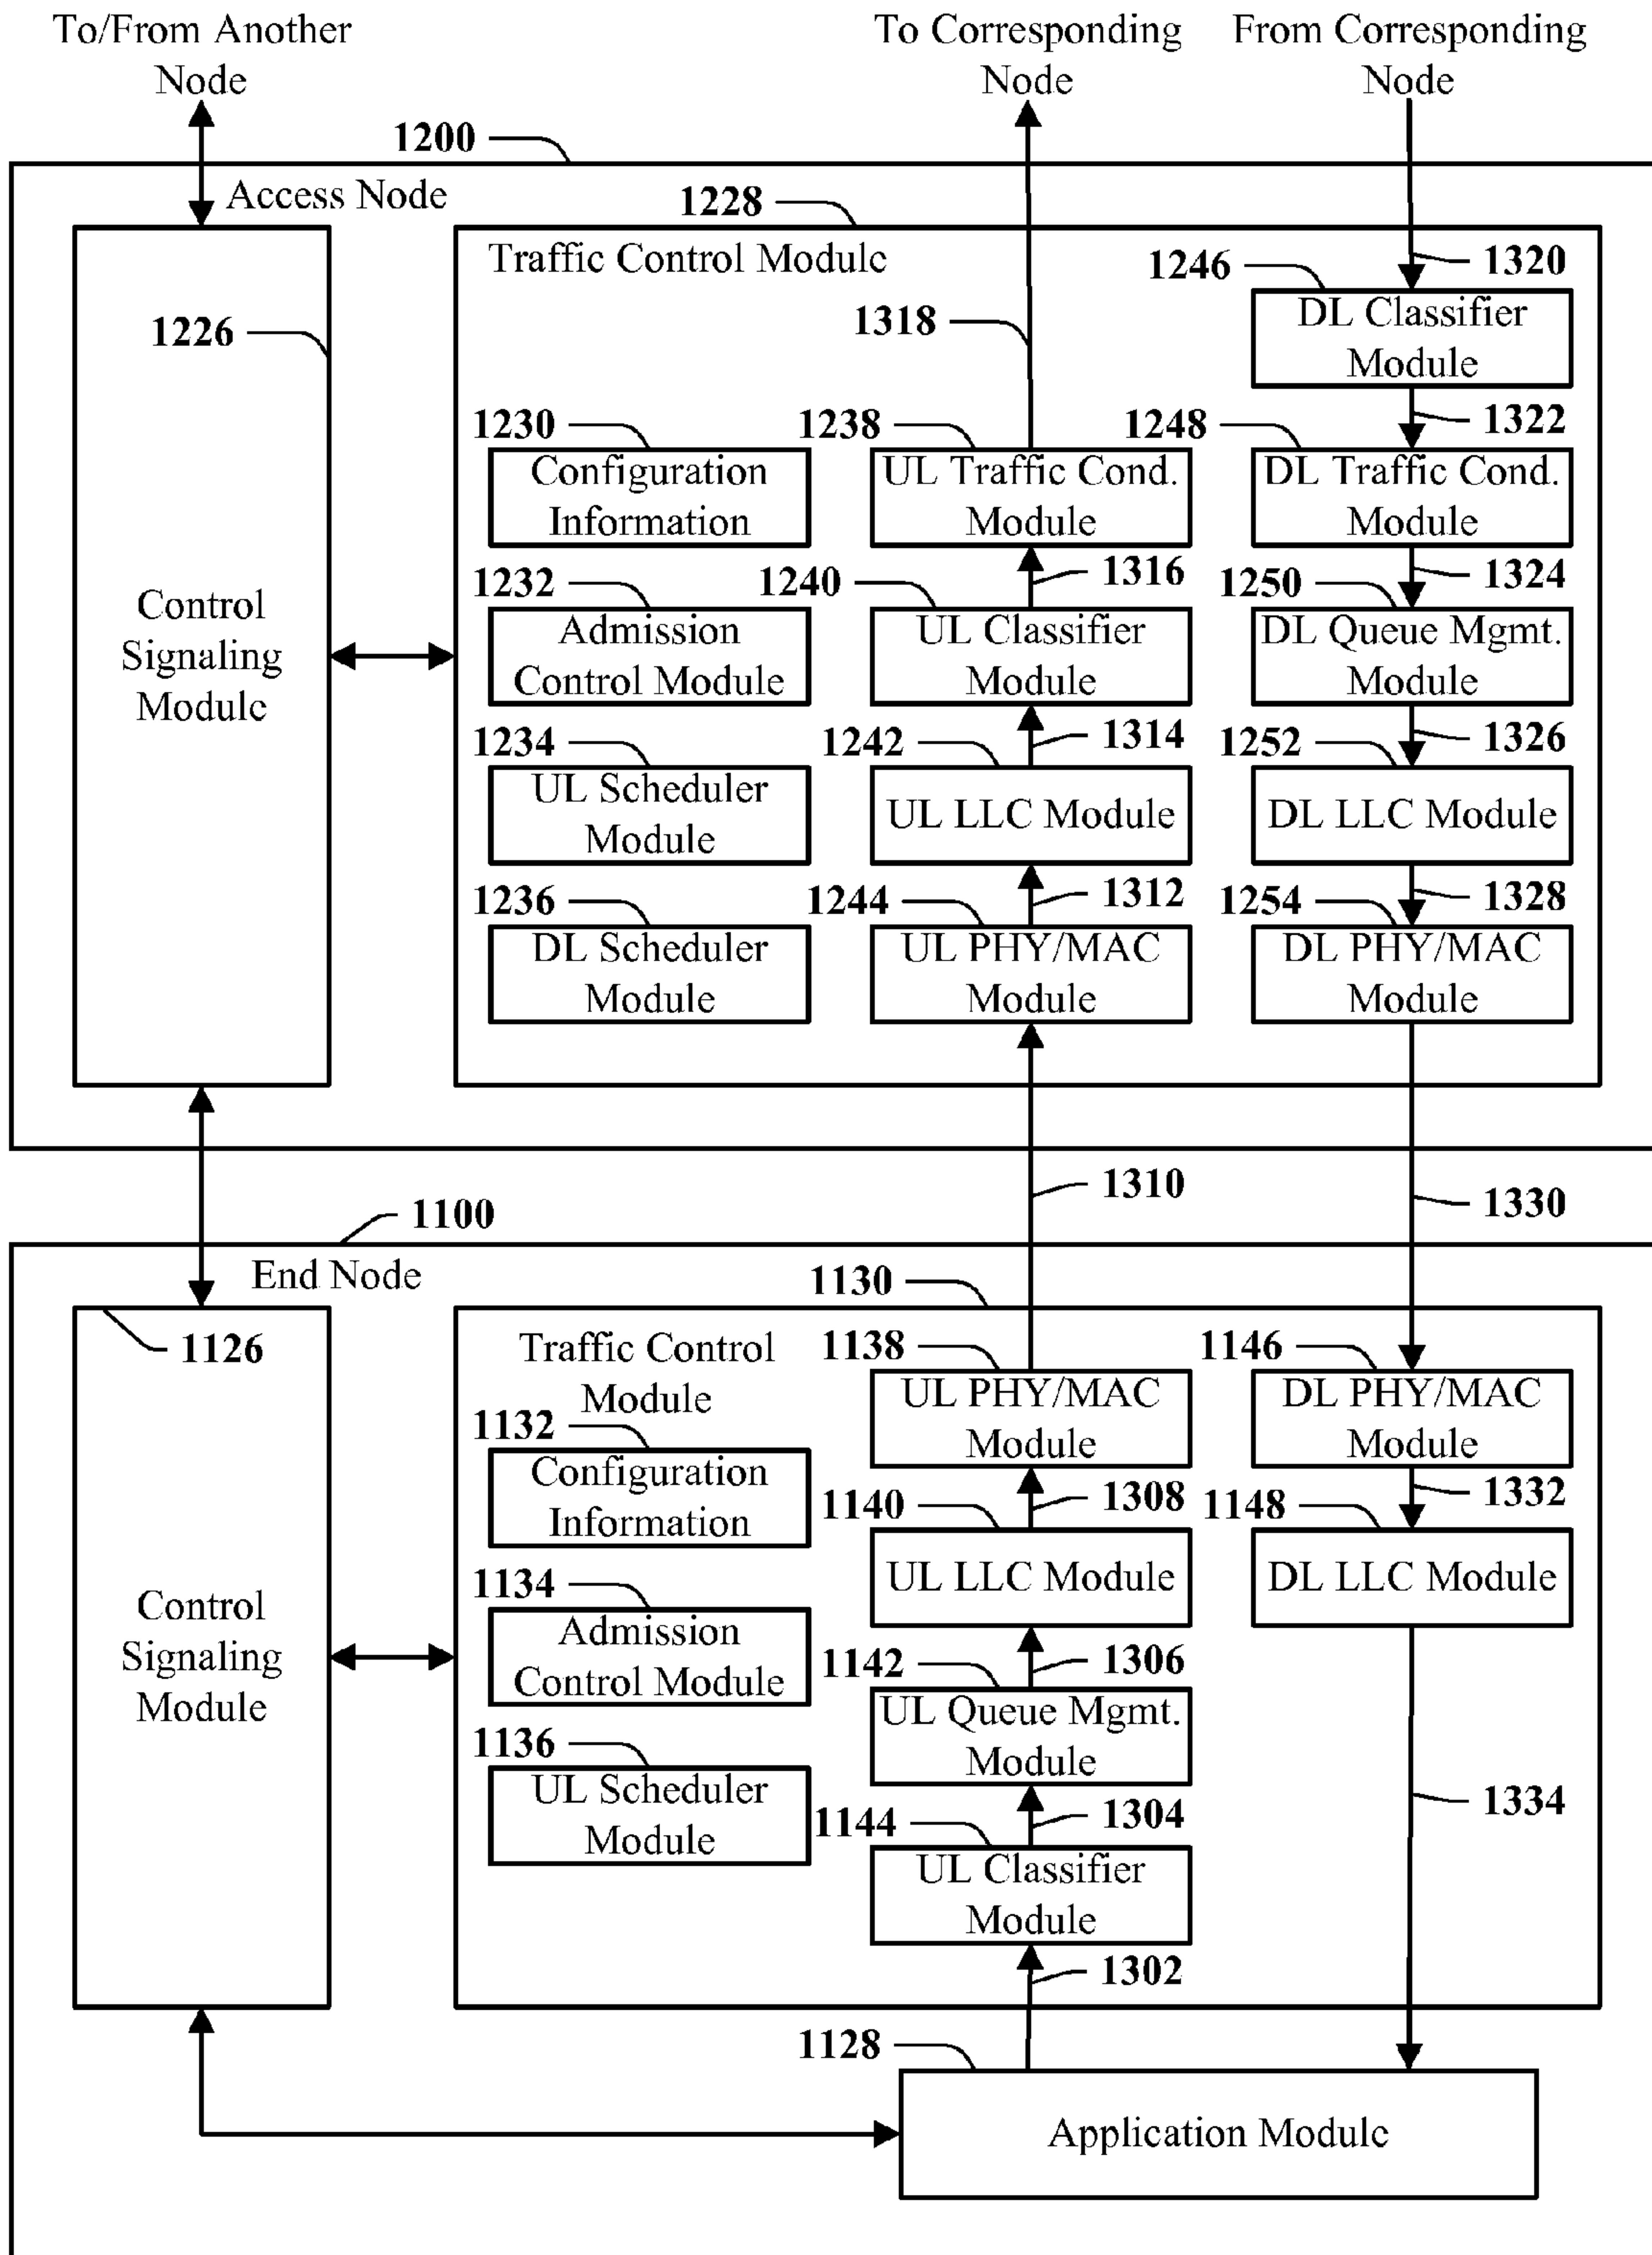 To/From Another
Node
To Corresponding
Node
From Corresponding
Node
1200
Access Node
1226
Control
Signaling
Module
1228
Traffic Control Module
1230
Configuration
Information
1232
Admission
Control Module
1234
UL Scheduler
Module
1236
DL Scheduler
Module
1318
1238
UL Traffic Cond.
Module
1316
1240
UL Classifier
Module
1314
1242
UL LLC Module
1312
1244
UL PHY/MAC
Module
1320
1246
DL Classifier
Module
1322
1248
DL Traffic Cond.
Module
1324
1250
DL Queue Mgmt.
Module
1326
1252
DL LLC Module
1328
1254
DL PHY/MAC
Module
1310
1330
1100
End Node
1126
Control
Signaling
Module
1130
Traffic Control
Module
1132
Configuration
Information
1134
Admission
Control Module
1136
UL Scheduler
Module
1138
UL PHY/MAC
Module
1308
1140
UL LLC Module
1306
1142
UL Queue Mgmt.
Module
1304
1144
UL Classifier
Module
1302
1146
DL PHY/MAC
Module
1332
1148
DL LLC Module
1334
1128
Application Module